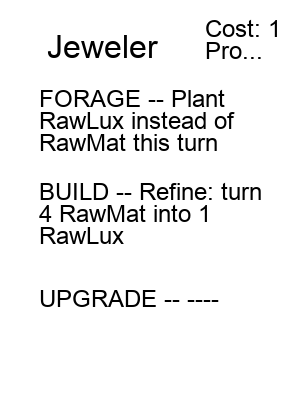 Jeweler
Cost: 1
Pro...
FORAGE -- Plant
RawLux instead of
RawMat this turn
BUILD -- Refine: turn
4 RawMat into 1
RawLux
UPGRADE -- ----